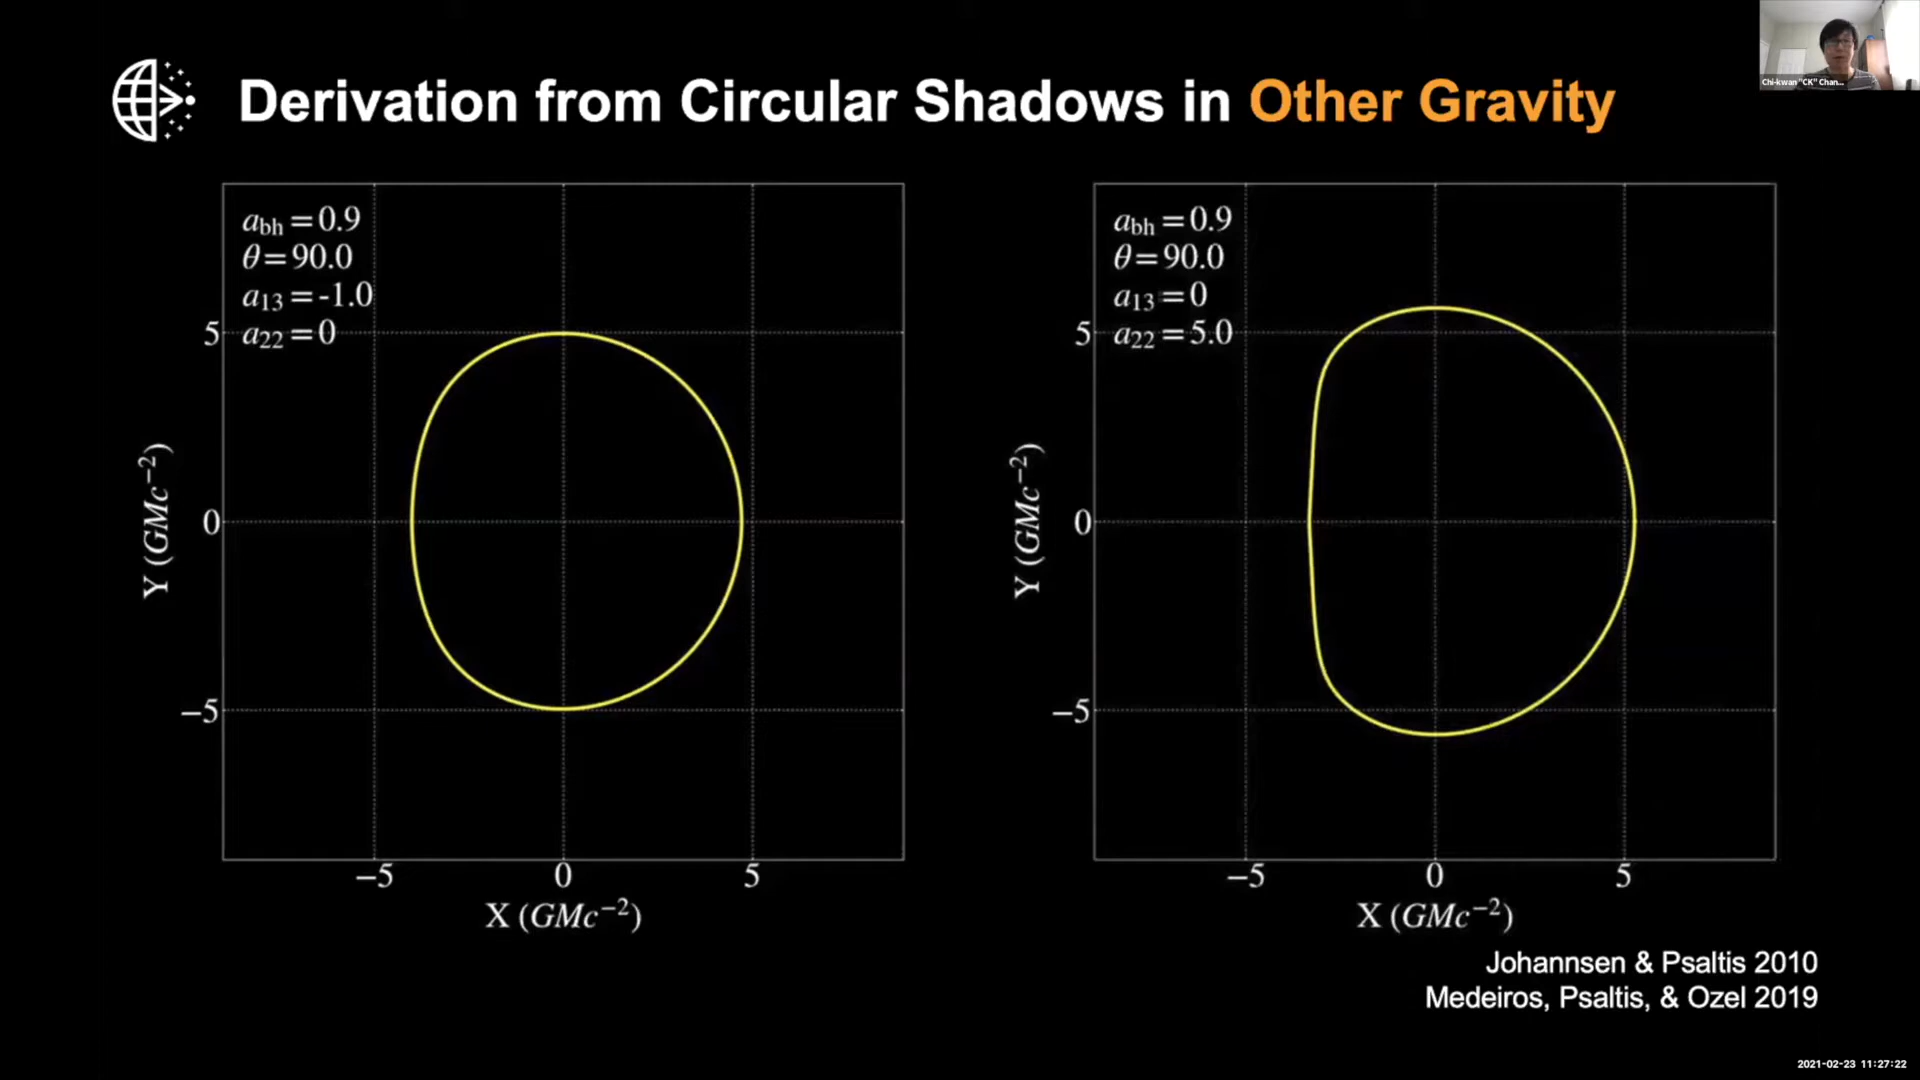 Derivation from Circular Shadows in Other Gravity
Chi-kwan "CK" Chan...
a_bh = 0.9
θ = 90.0
a_13 = -1.0
a_22 = 0
5
0
−5
Y (GMc⁻²)
−5 0 5
X (GMc⁻²)
a_bh = 0.9
θ = 90.0
a_13 = 0
a_22 = 5.0
5
0
−5
Y (GMc⁻²)
−5 0 5
X (GMc⁻²)
Johannsen & Psaltis 2010
Medeiros, Psaltis, & Ozel 2019
2021-02-23 11:27:22